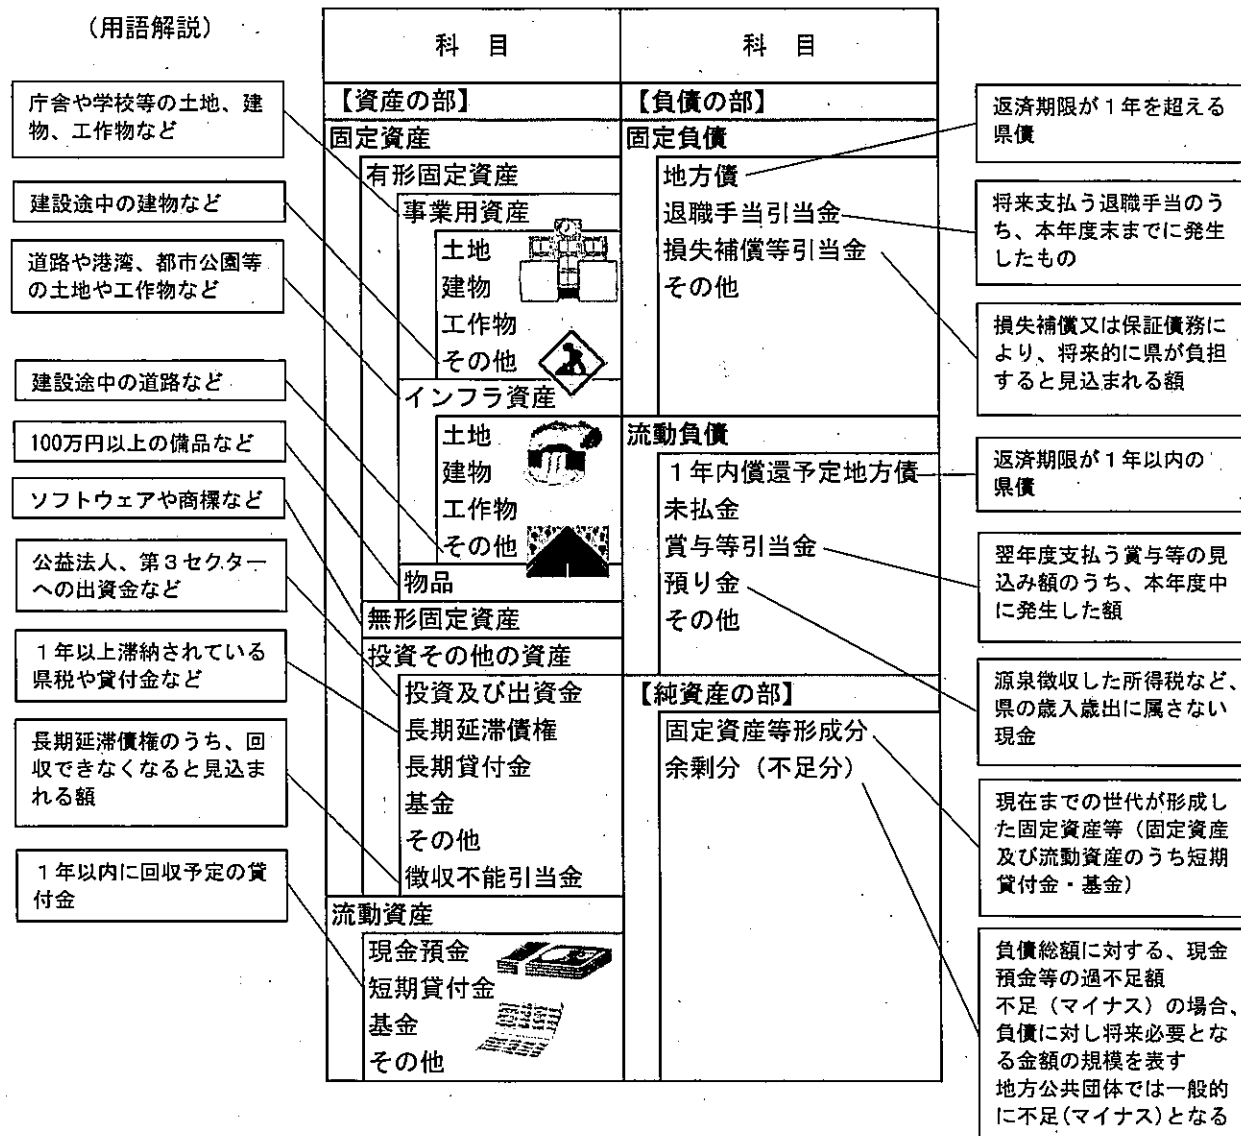 （用語解説）
庁舎や学校等の土地、建
物、工作物など
建設途中の建物など
道路や港湾、都市公園等
の土地や工作物など
建設途中の道路など
100万円以上の備品など
ソフトウェアや商標など
公益法人、第３セクター
への出資金など
１年以上滞納されている
県税や貸付金など
長期延滞債権のうち、回
収できなくなると見込ま
れる額
１年以内に回収予定の貸
付金
科　目
【資産の部】
固定資産
有形固定資産
事業用資産
土地
建物
工作物
その他
インフラ資産
土地
建物
工作物
その他
物品
無形固定資産
投資その他の資産
投資及び出資金
長期延滞債権
長期貸付金
基金
その他
徴収不能引当金
流動資産
現金預金
短期貸付金
基金
その他
科　目
【負債の部】
固定負債
地方債
退職手当引当金
損失補償等引当金
その他
流動負債
１年内償還予定地方債
未払金
賞与等引当金
預り金
その他
【純資産の部】
固定資産等形成分
余剰分（不足分）
返済期限が１年を超える
県債
将来支払う退職手当のう
ち、本年度末までに発生
したもの
損失補償又は保証債務に
より、将来的に県が負担
すると見込まれる額
返済期限が１年以内の
県債
翌年度支払う賞与等の見
込み額のうち、本年度中
に発生した額
源泉徴収した所得税など、
県の歳入歳出に属さない
現金
現在までの世代が形成し
た固定資産等（固定資産
及び流動資産のうち短期
貸付金・基金）
負債総額に対する、現金
預金等の過不足額
不足（マイナス）の場合、
負債に対し将来必要とな
る金額の規模を表す
地方公共団体では一般的
に不足(マイナス)となる